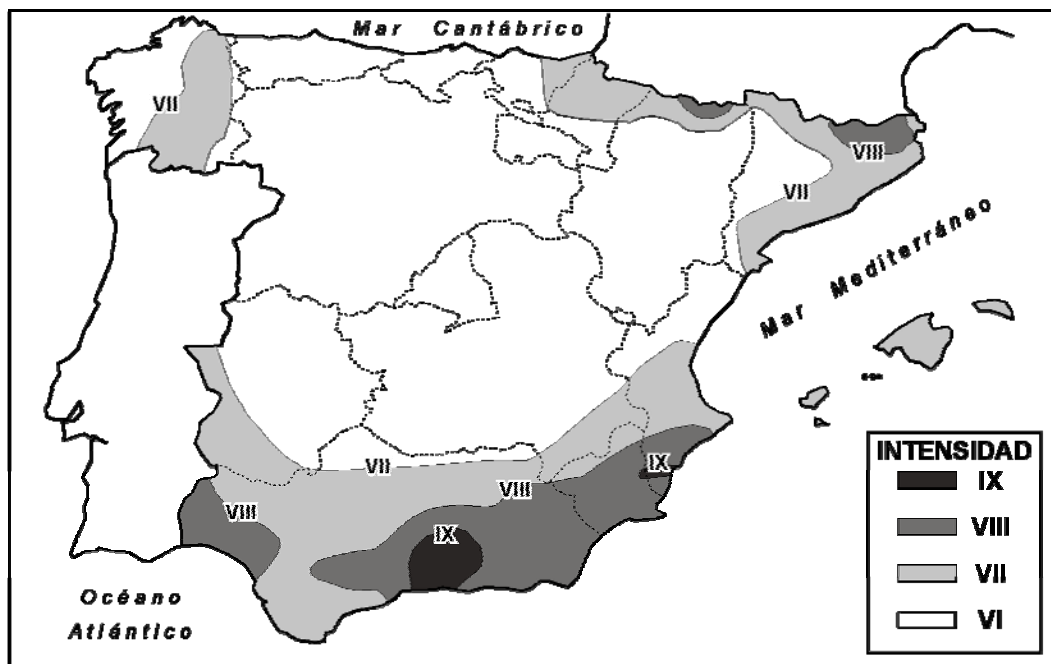 Mar Cantábrico
VII
VIII
VII
Mar Mediterráneo
VII
VIII
VIII
IX
IX
Océano
Atlántico
INTENSIDAD
IX
VIII
VII
VI